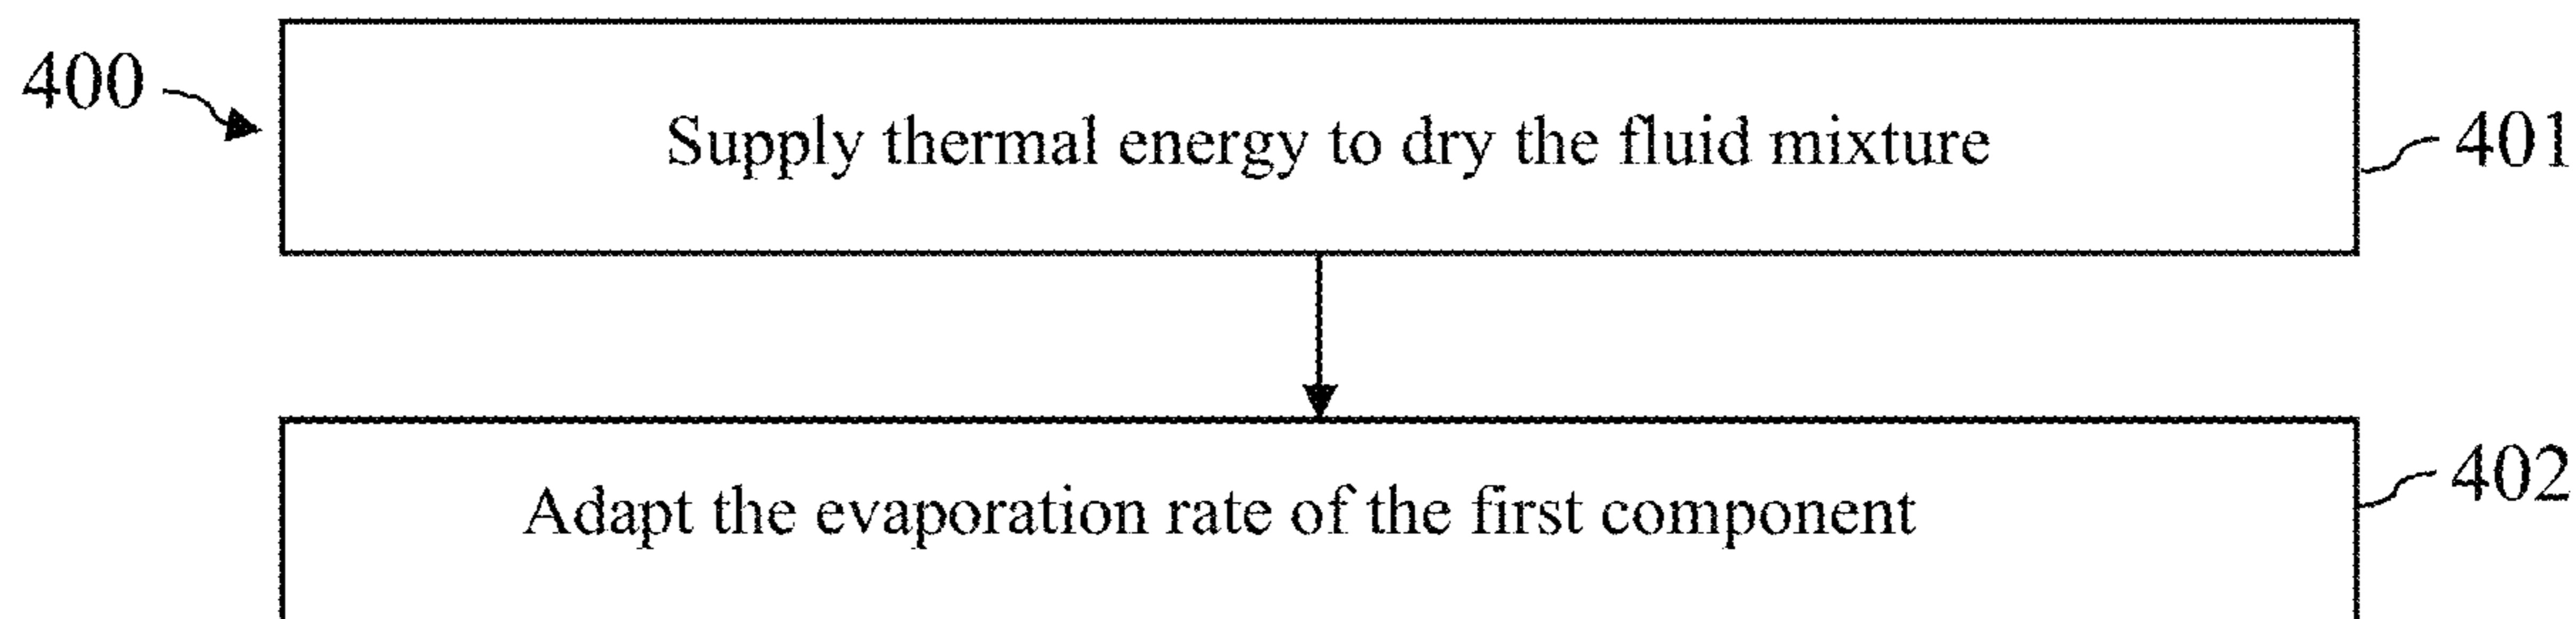 400
Supply thermal energy to dry the fluid mixture
401
Adapt the evaporation rate of the first component
402